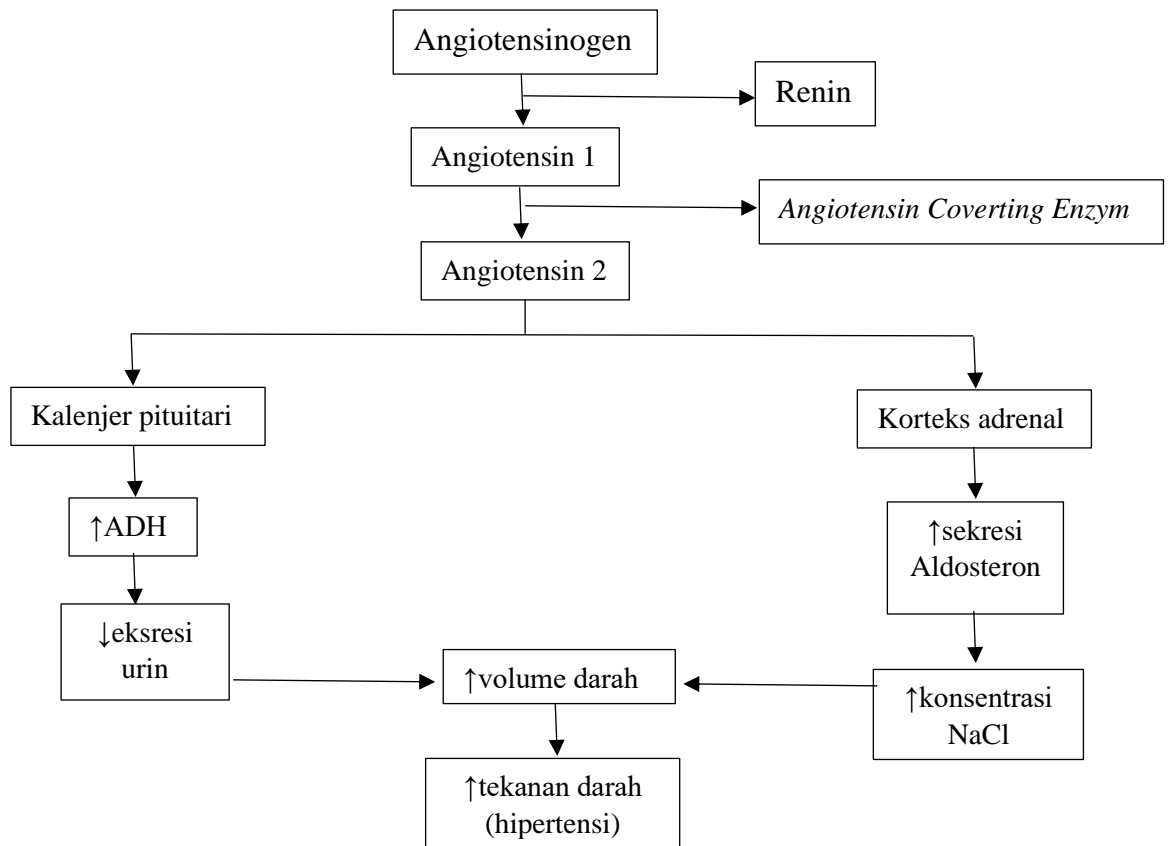 Angiotensinogen
Renin
Angiotensin 1
Angiotensin Coverting Enzym
Angiotensin 2
Kalenjer pituitari
Korteks adrenal
↑ADH
↑sekresi
Aldosteron
↓eksresi
urin
↑volume darah
↑konsentrasi
NaCl
↑tekanan darah
(hipertensi)